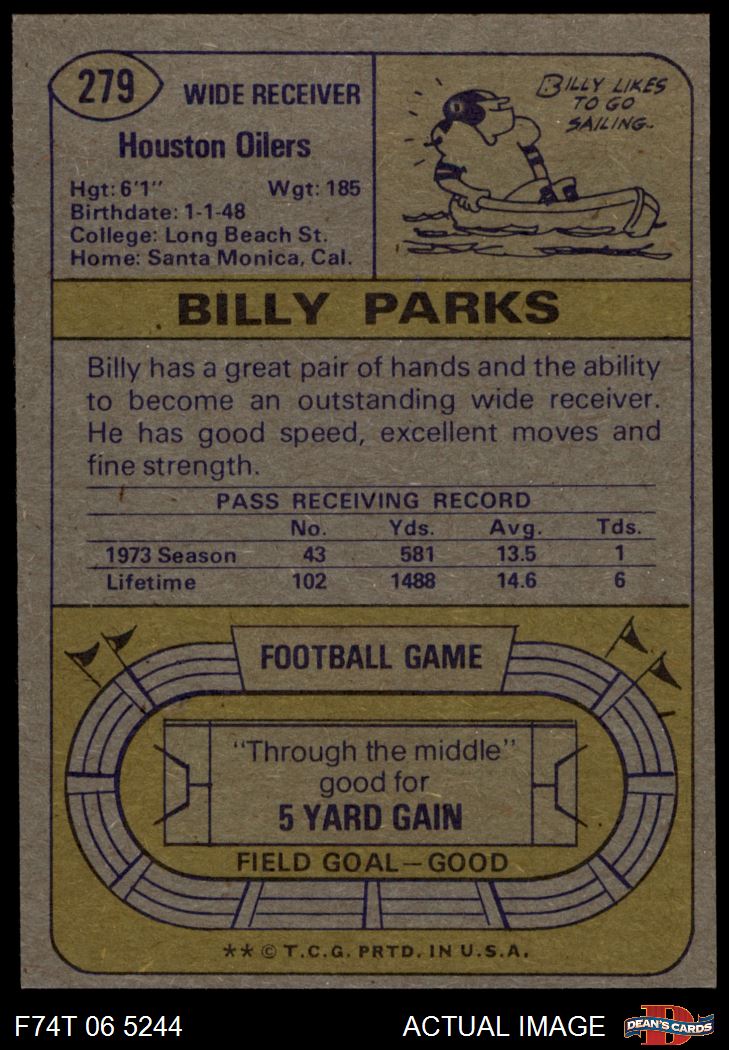 279
WIDE RECEIVER
Houston Oilers
Hgt: 6'1" Wgt: 185
Birthdate: 1-1-48
College: Long Beach St.
Home: Santa Monica, Cal.
BILLY LIKES
TO GO
SAILING..
BILLY PARKS
Billy has a great pair of hands and the ability
to become an outstanding wide receiver.
He has good speed, excellent moves and
fine strength.
PASS RECEIVING RECORD
No. Yds. Avg. Tds.
1973 Season 43 581 13.5 1
Lifetime 102 1488 14.6 6
FOOTBALL GAME
"Through the middle"
good for
5 YARD GAIN
FIELD GOAL—GOOD
** © T.C.G. PRTD. IN U.S.A.
F74T 06 5244 ACTUAL IMAGE DEAN'S CARDS